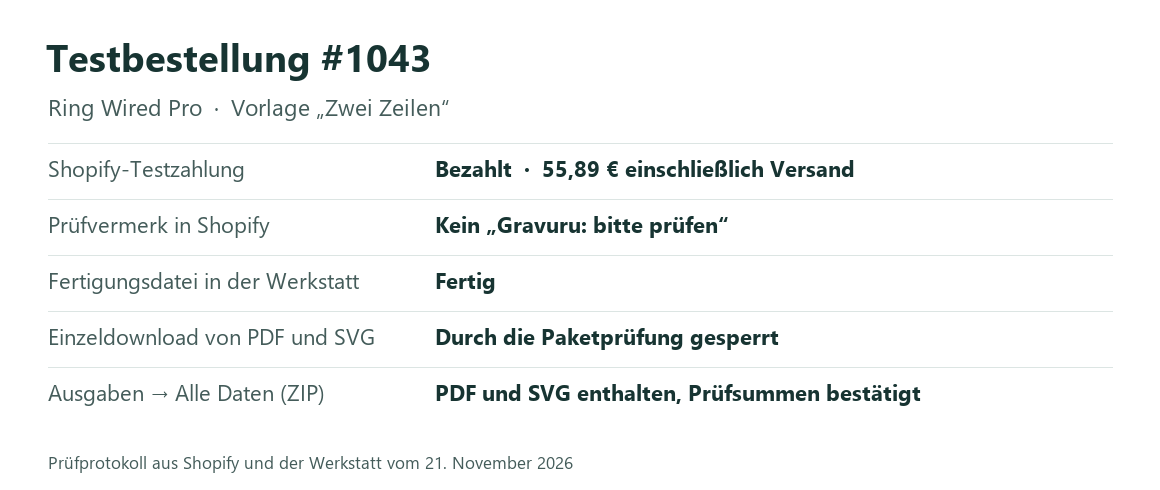 Testbestellung #1043
Ring Wired Pro · Vorlage „Zwei Zeilen“
Shopify-Testzahlung Bezahlt · 55,89 € einschließlich Versand
Prüfvermerk in Shopify Kein „Gravuru: bitte prüfen“
Fertigungsdatei in der Werkstatt Fertig
Einzeldownload von PDF und SVG Durch die Paketprüfung gesperrt
Ausgaben → Alle Daten (ZIP) PDF und SVG enthalten, Prüfsummen bestätigt
Prüfprotokoll aus Shopify und der Werkstatt vom 21. November 2026